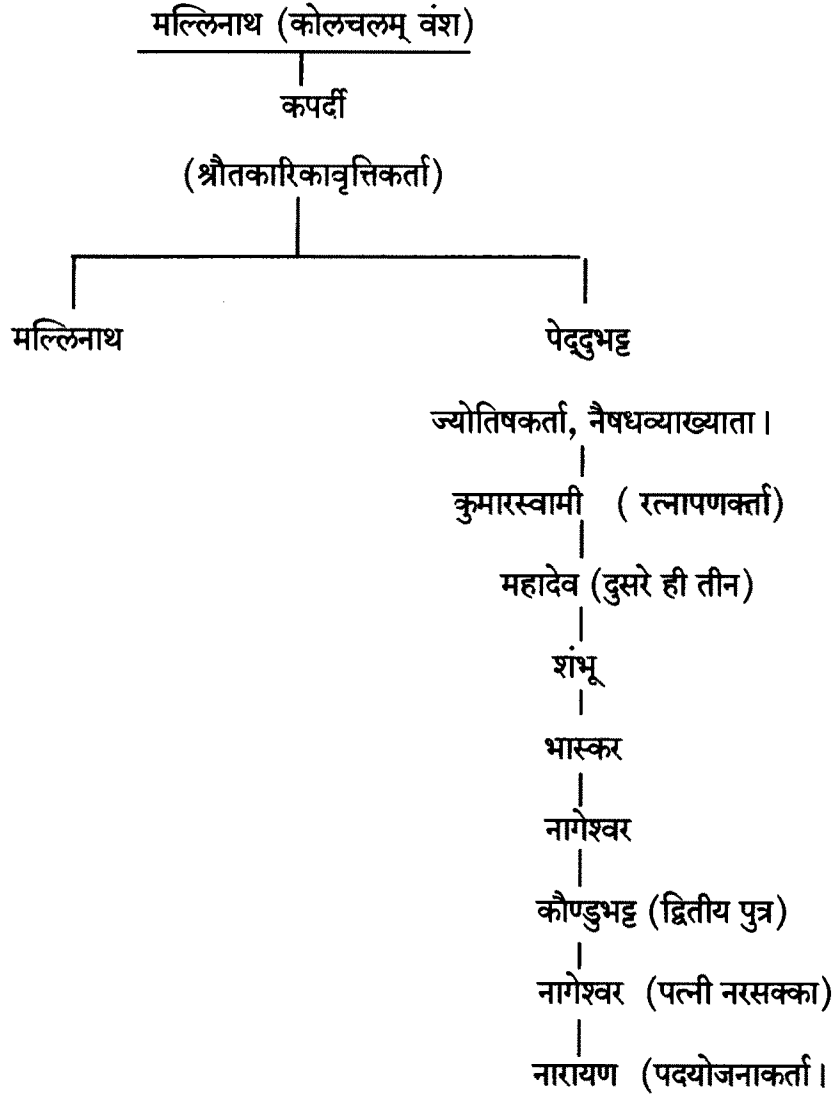 मल्लिनाथ (कोलचलम् वंश)
कपर्दी
(श्रौतकारिकावृत्तिकर्ता)
मल्लिनाथ पेद्दुभट्ट
ज्योतिषकर्ता, नैषधव्याख्याता।
कुमारस्वामी ( रत्नापणर्क्ता)
महादेव (दुसरे ही तीन)
शंभू
भास्कर
नागेश्वर
कौण्डुभट्ट (द्वितीय पुत्र)
नागेश्वर (पत्नी नरसक्का)
नारायण (पदयोजनाकर्ता।